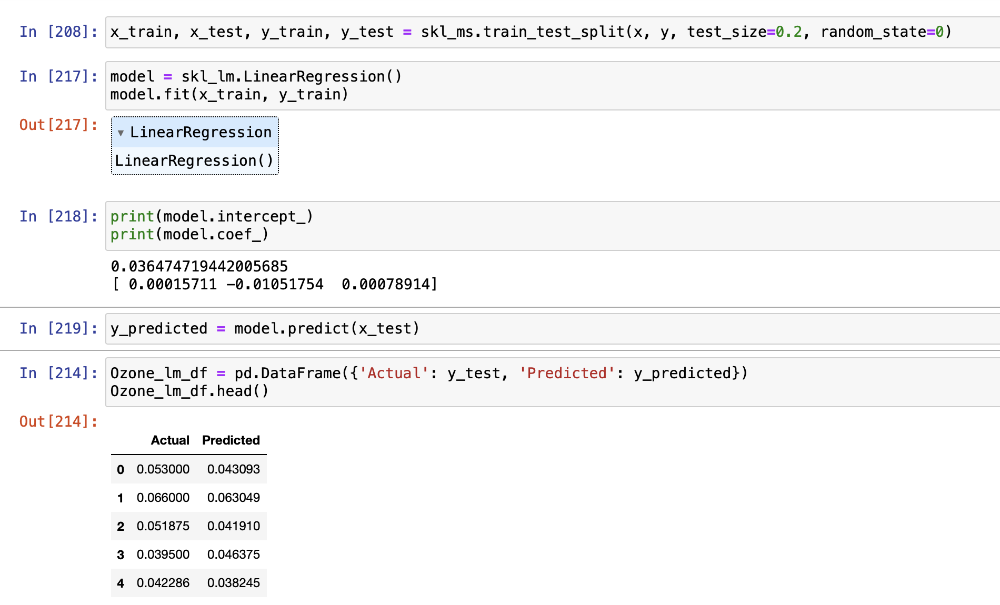 In [208]: x_train, x_test, y_train, y_test = skl_ms.train_test_split(x, y, test_size=0.2, random_state=0)
In [217]: model = skl_lm.LinearRegression()
model.fit(x_train, y_train)
Out[217]: ▾ LinearRegression
LinearRegression()
In [218]: print(model.intercept_)
print(model.coef_)
0.036474719442005685
[ 0.00015711 -0.01051754  0.00078914]
In [219]: y_predicted = model.predict(x_test)
In [214]: Ozone_lm_df = pd.DataFrame({'Actual': y_test, 'Predicted': y_predicted})
Ozone_lm_df.head()
Out[214]:
Actual Predicted
0 0.053000 0.043093
1 0.066000 0.063049
2 0.051875 0.041910
3 0.039500 0.046375
4 0.042286 0.038245